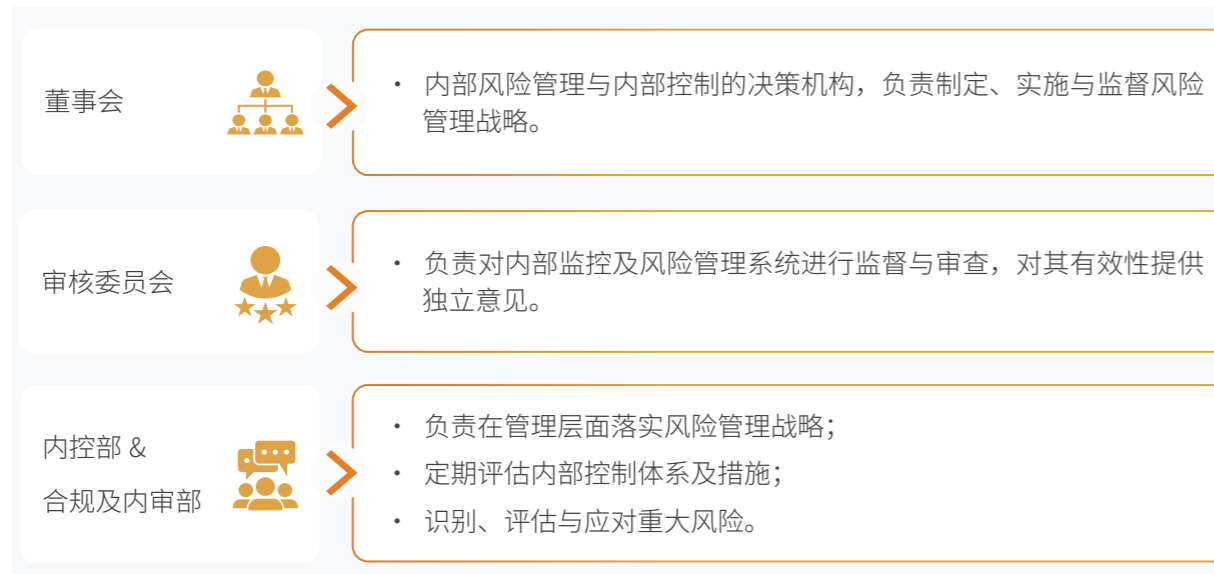 董事会
• 内部风险管理与内部控制的决策机构，负责制定、实施与监督风险
管理战略。
审核委员会
• 负责对内部监控及风险管理系统进行监督与审查，对其有效性提供
独立意见。
内控部 &
合规及内审部
• 负责在管理层面落实风险管理战略；
• 定期评估内部控制体系及措施；
• 识别、评估与应对重大风险。